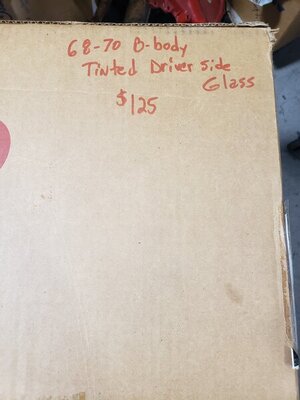 68-70 B-body
Tinted Driver side
Glass
$125